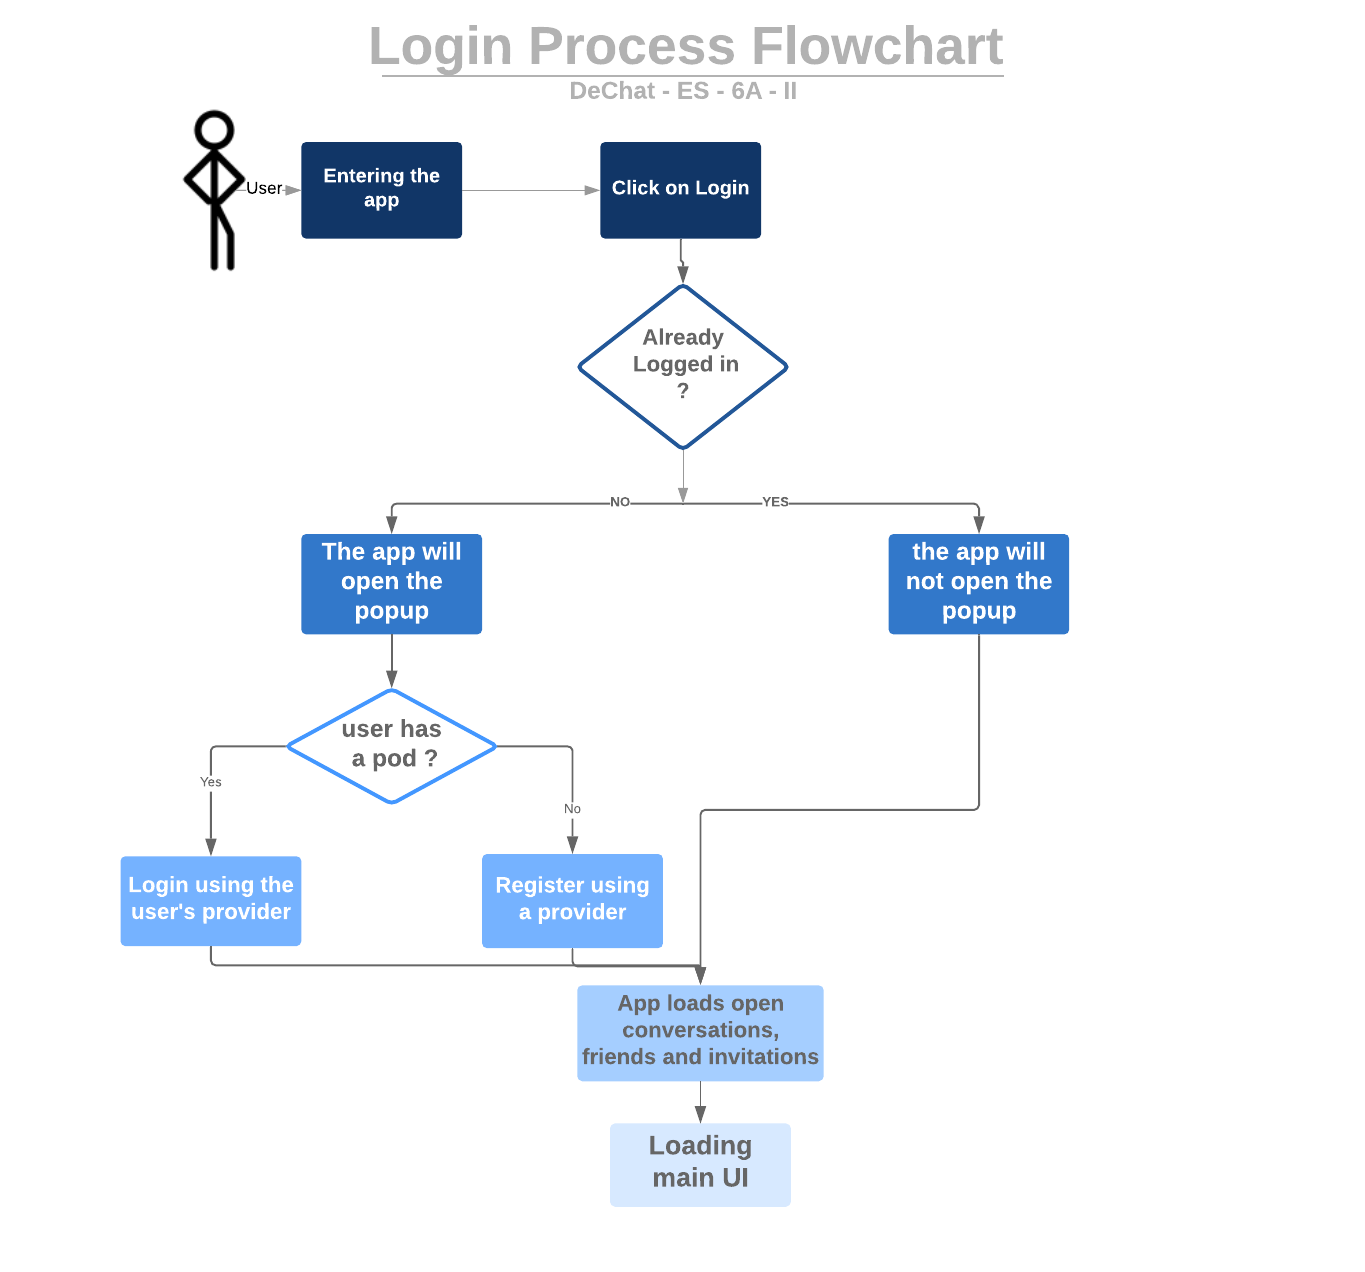 Login Process Flowchart
DeChat - ES - 6A - II
User
Entering the
app
Click on Login
Already
Logged in
?
NO
YES
The app will
open the
popup
the app will
not open the
popup
user has
a pod ?
Yes
No
Login using the
user's provider
Register using
a provider
App loads open
conversations,
friends and invitations
Loading
main UI